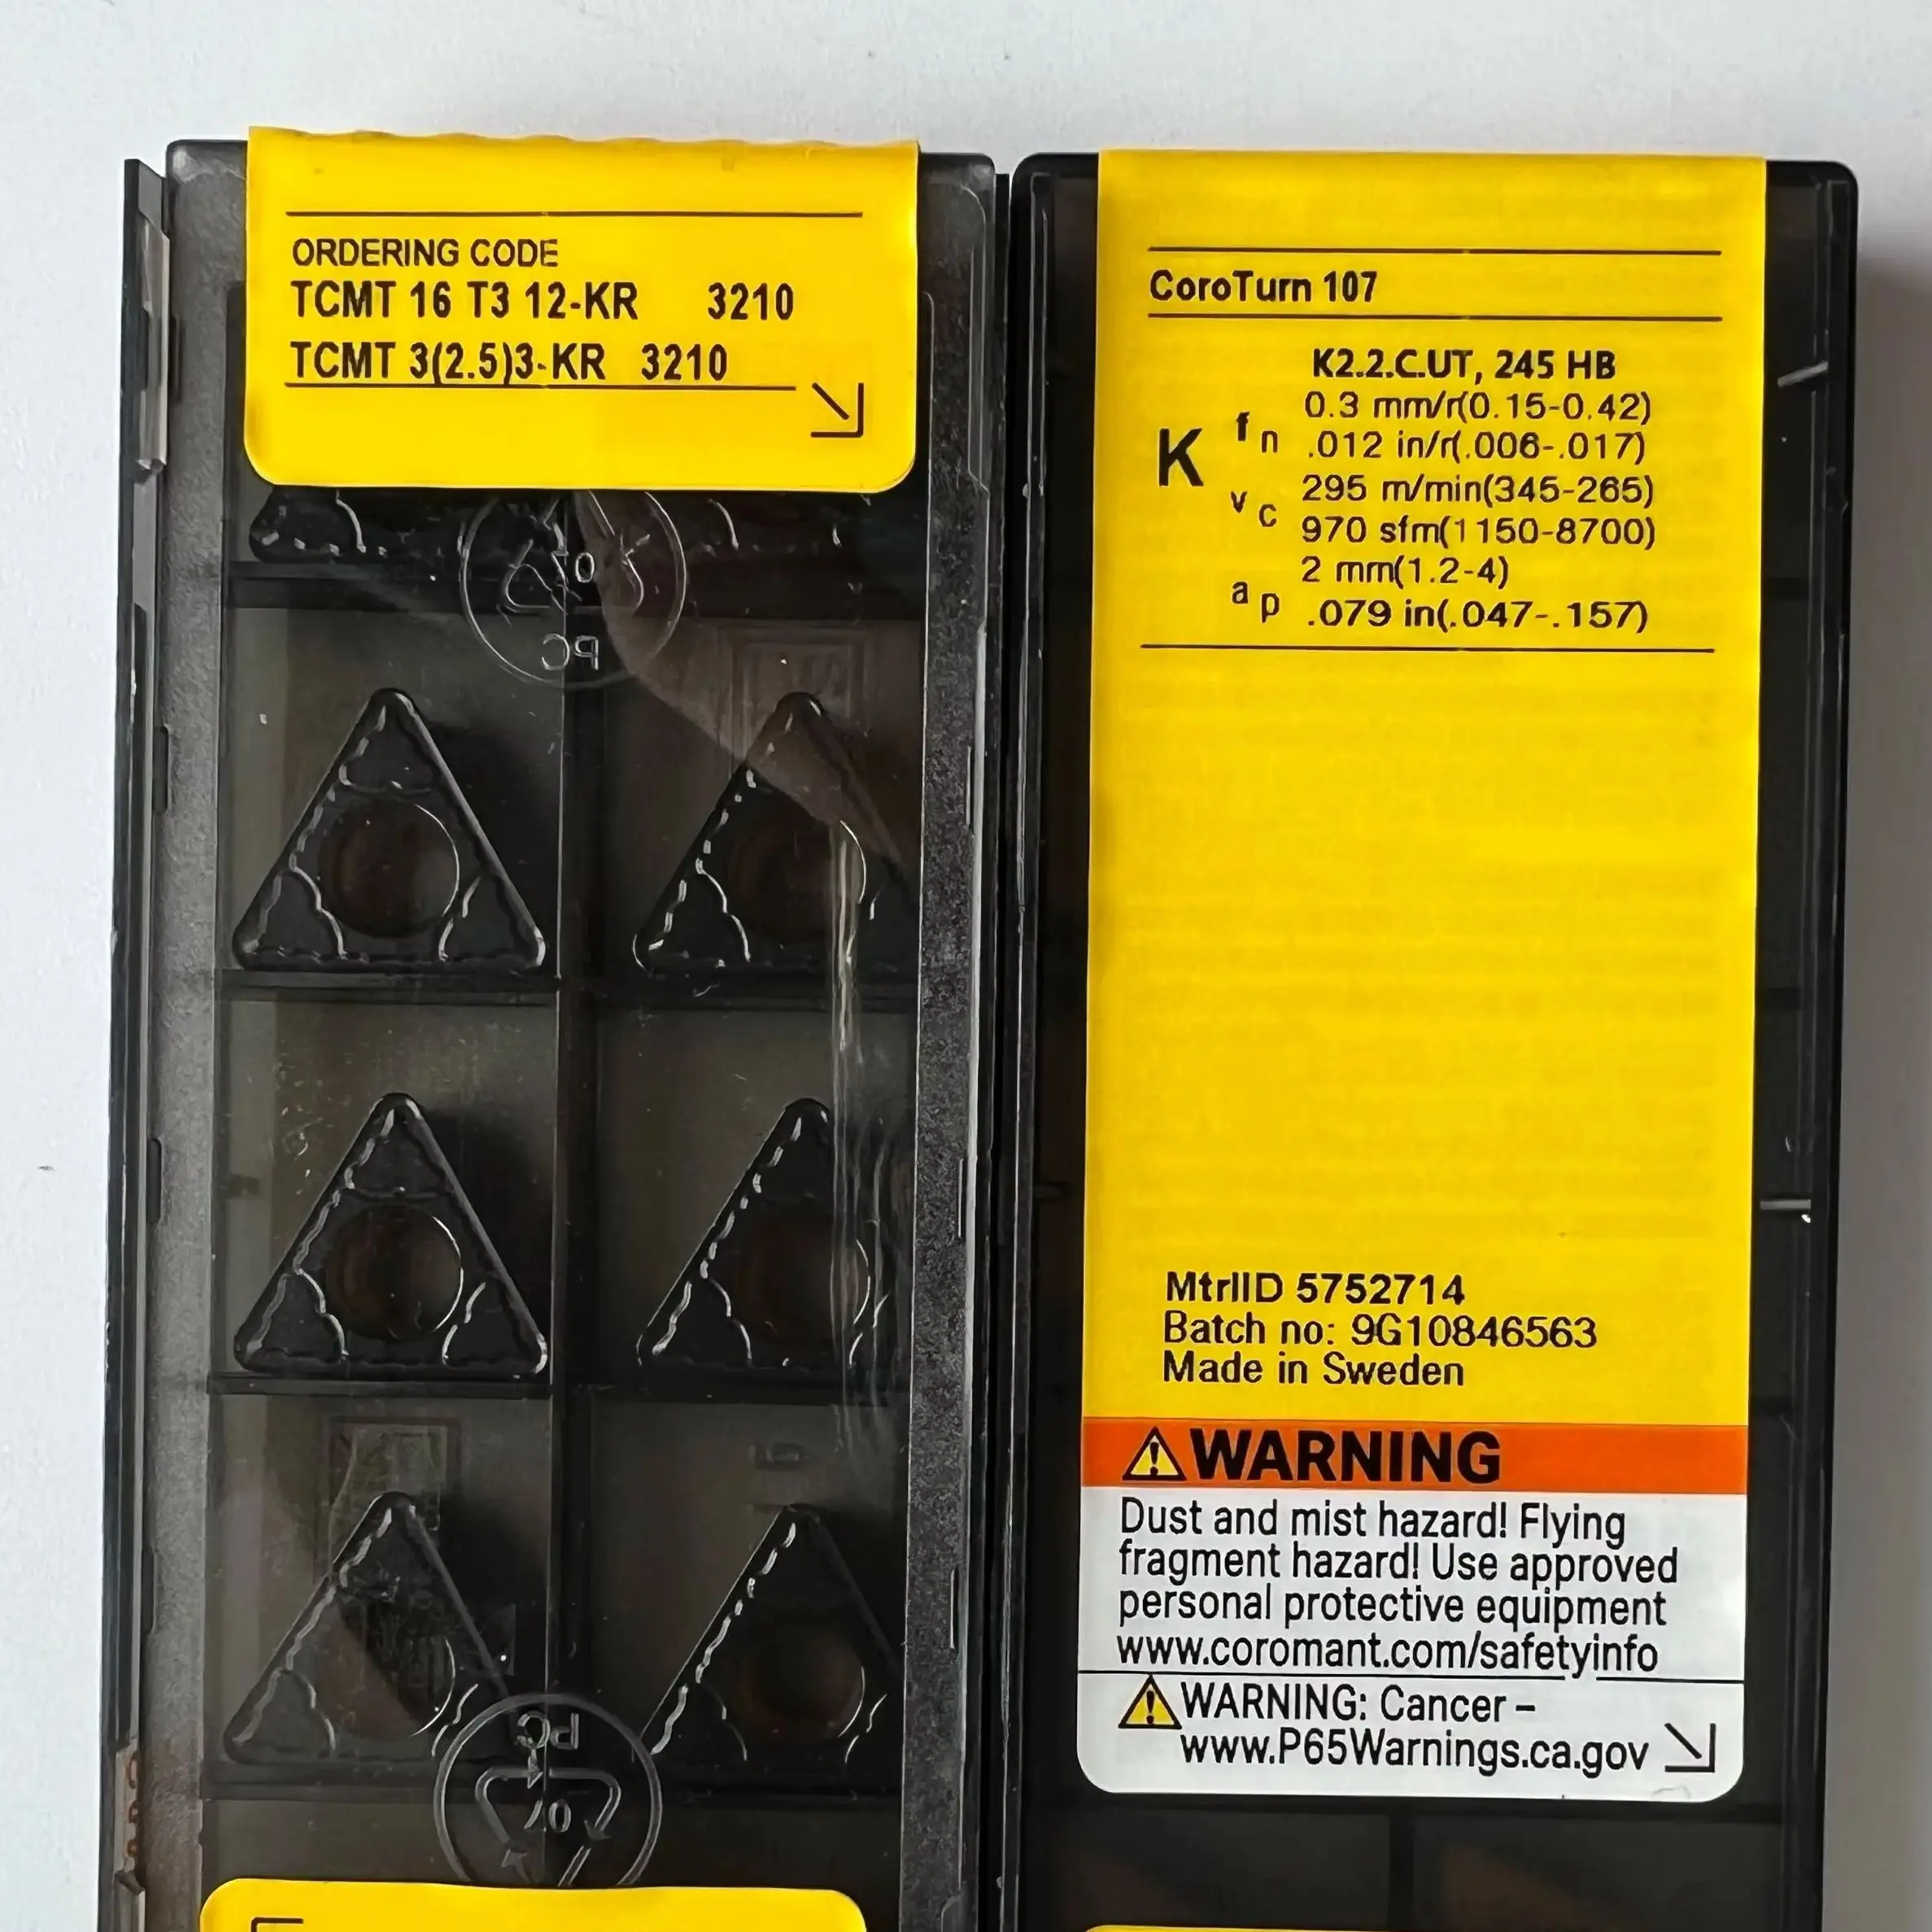 ORDERING CODE
TCMT 16 T3 12-KR 3210
TCMT 3(2.5)3-KR 3210
07
PC
PC
07
CoroTurn 107
K2.2.C.UT, 245 HB
K
f n
0.3 mm/r(0.15-0.42)
.012 in/r(.006-.017)
v c
295 m/min(345-265)
970 sfm(1150-8700)
a p
2 mm(1.2-4)
.079 in(.047-.157)
MtrlID 5752714
Batch no: 9G10846563
Made in Sweden
WARNING
Dust and mist hazard! Flying
fragment hazard! Use approved
personal protective equipment
www.coromant.com/safetyinfo
WARNING: Cancer –
www.P65Warnings.ca.gov